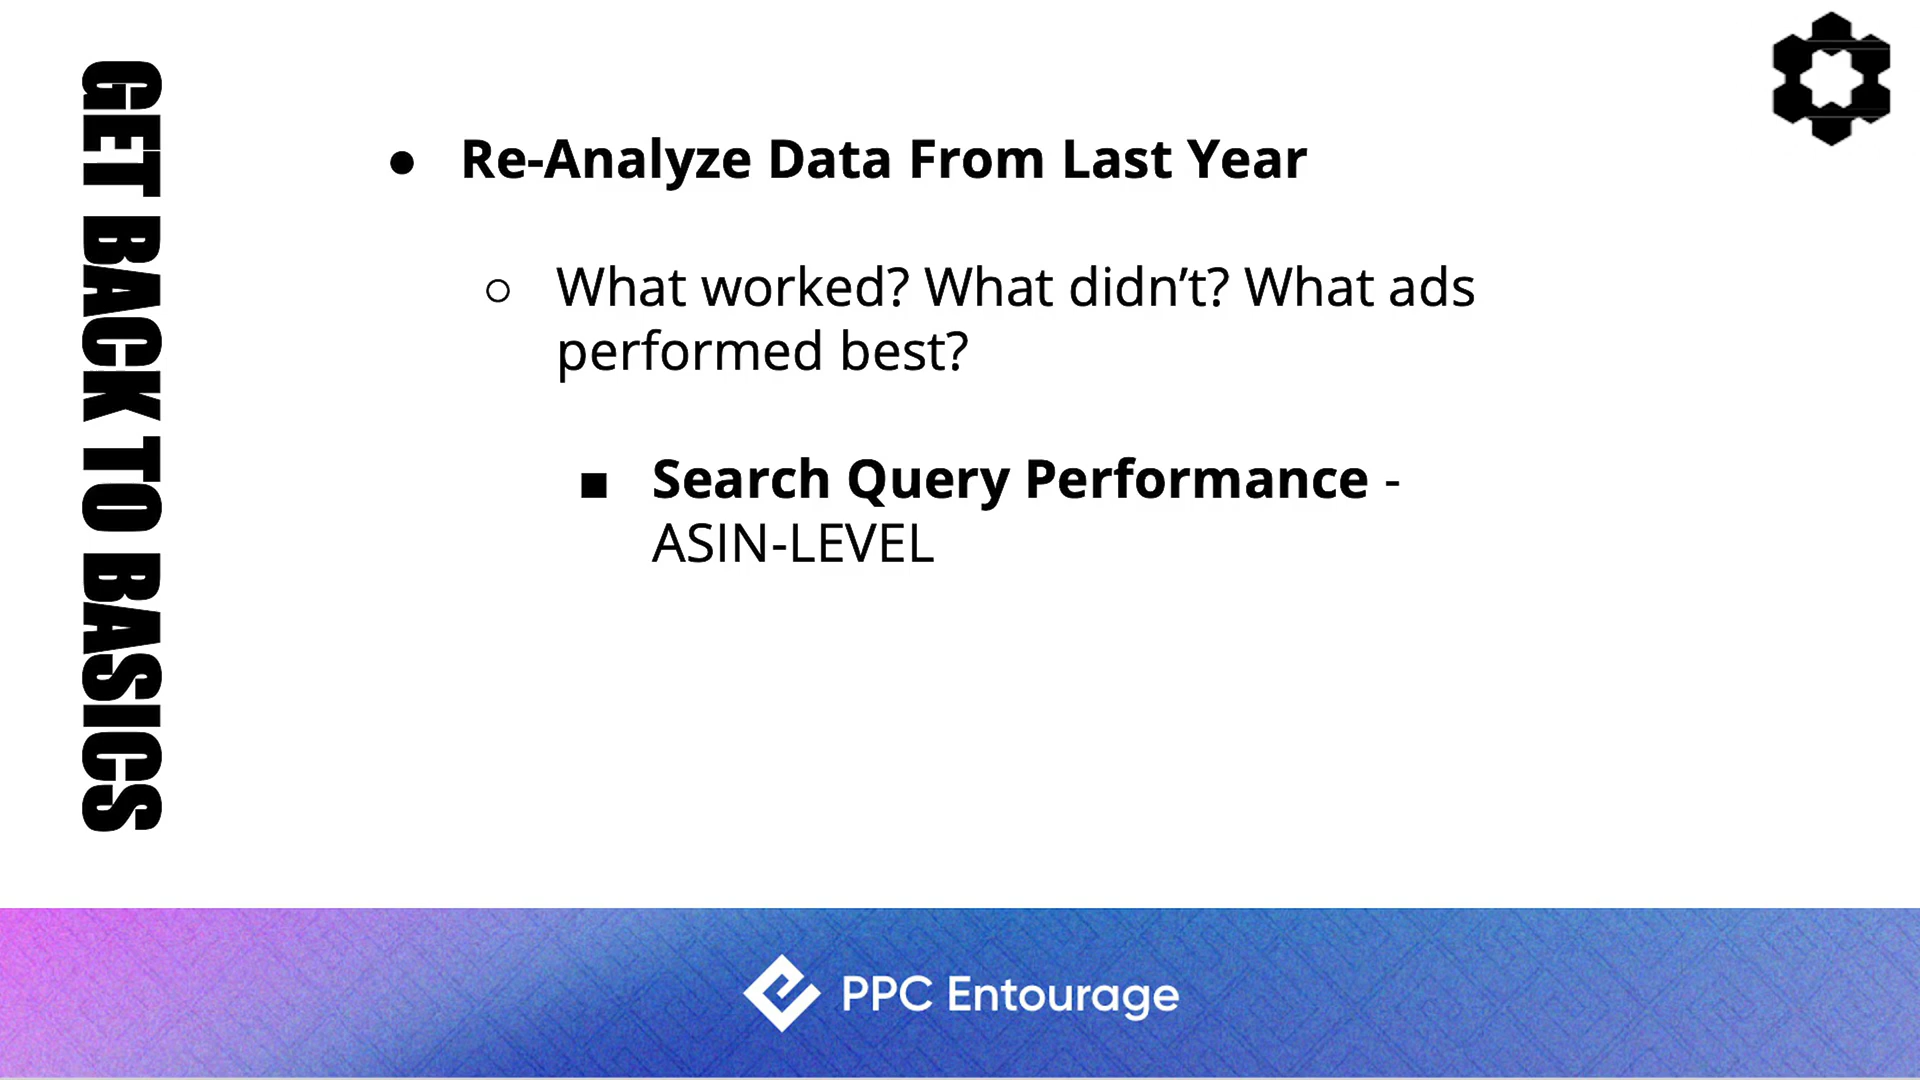 GET BACK TO BASICS
● Re-Analyze Data From Last Year
○ What worked? What didn’t? What ads
performed best?
■ Search Query Performance -
ASIN-LEVEL
PPC Entourage